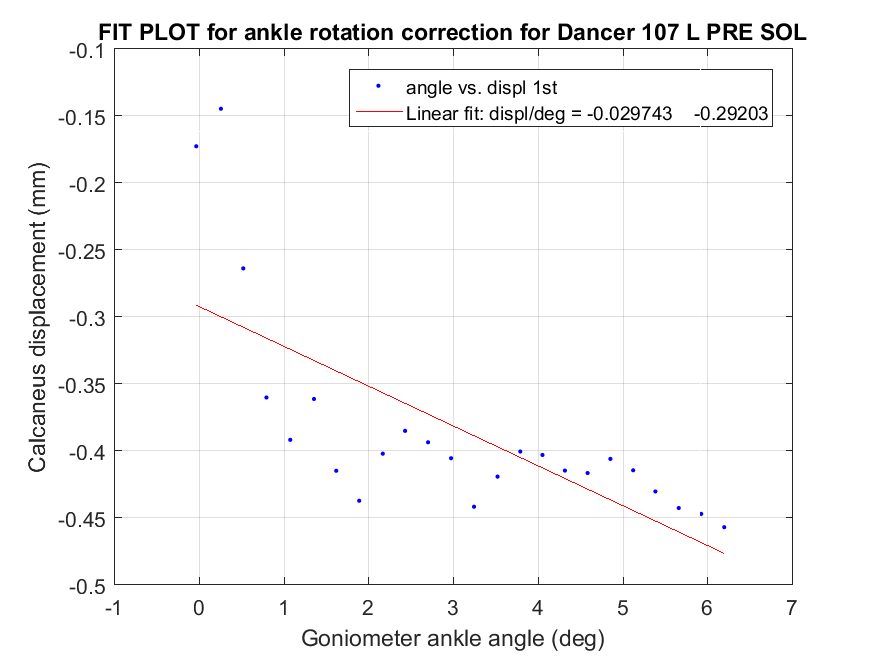 FIT PLOT for ankle rotation correction for Dancer 107 L PRE SOL
angle vs. displ 1st
Linear fit: displ/deg = -0.029743 -0.29203
Calcaneus displacement (mm)
-0.1
-0.15
-0.2
-0.25
-0.3
-0.35
-0.4
-0.45
-0.5
-1 0 1 2 3 4 5 6 7
Goniometer ankle angle (deg)